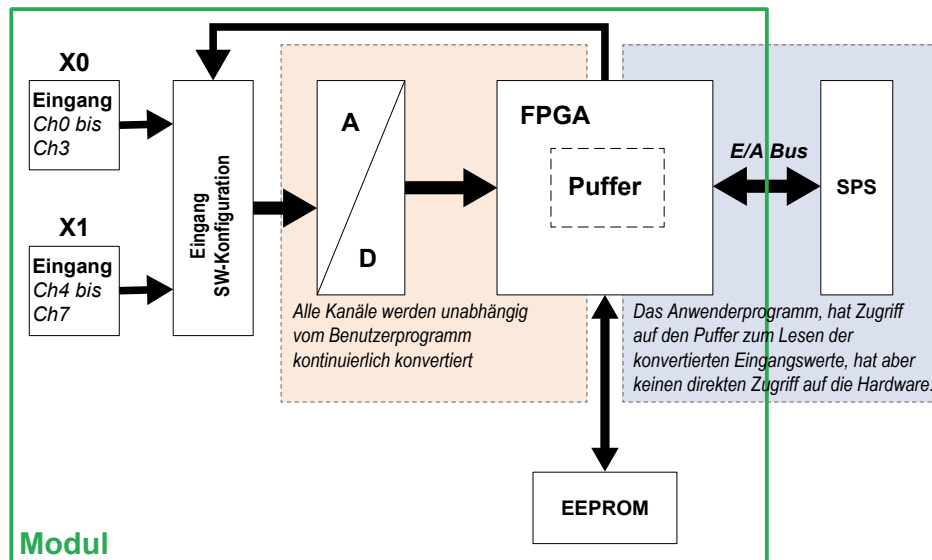 X0
Eingang
Ch0 bis
Ch3
X1
Eingang
Ch4 bis
Ch7
Eingang
SW-Konfiguration
A
D
FPGA
Puffer
E/A Bus
SPS
Alle Kanäle werden unabhängig
vom Benutzerprogramm
kontinuierlich konvertiert
Das Anwenderprogramm, hat Zugriff
auf den Puffer zum Lesen der
konvertierten Eingangswerte, hat aber
keinen direkten Zugriff auf die Hardware.
EEPROM
Modul